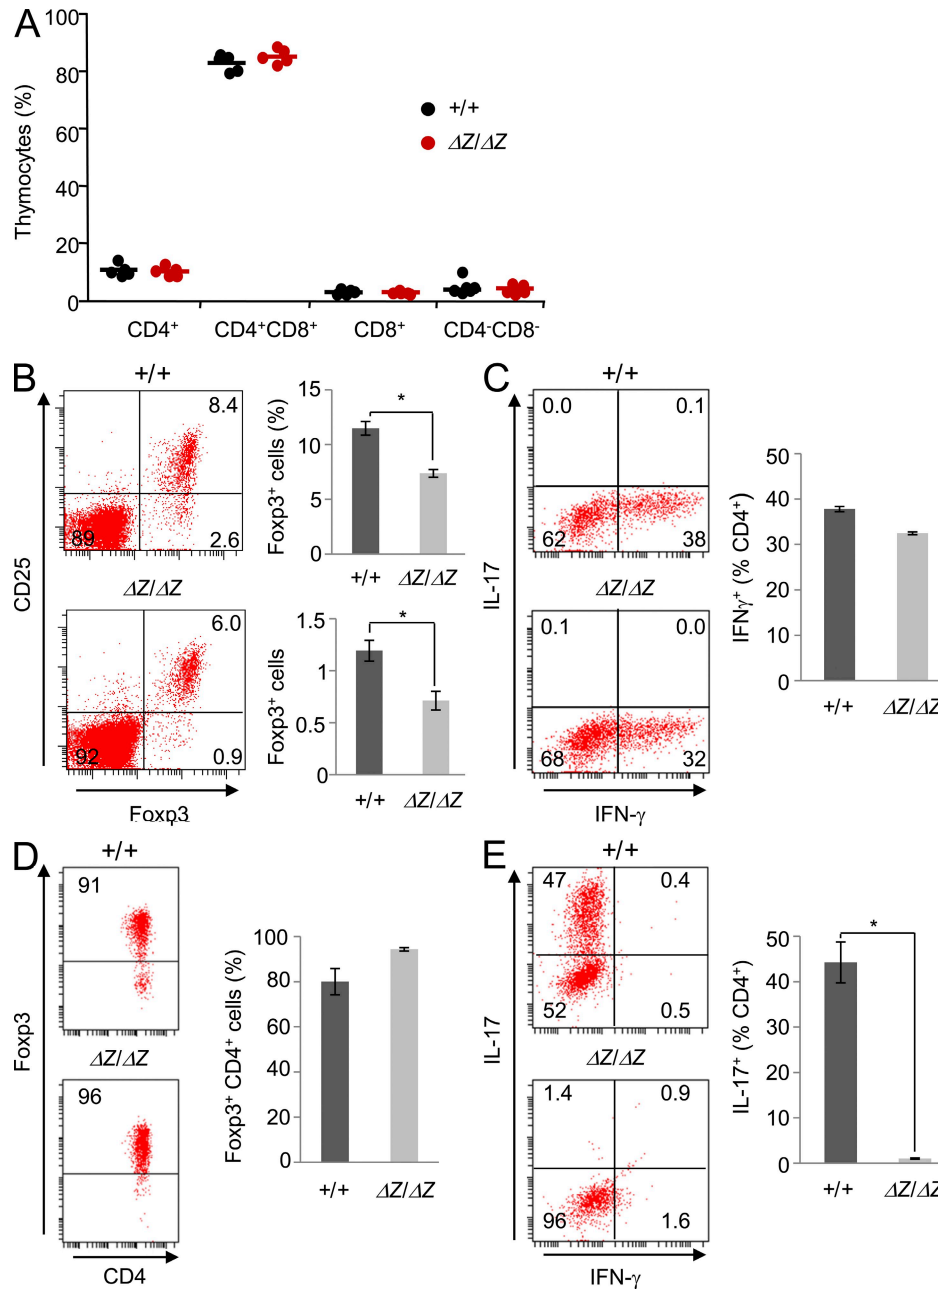 A
100
80
60
40
20
0
Thymocytes (%)
+/+
ΔZ/ΔZ
CD4⁺
CD4⁺CD8⁺
CD8⁺
CD4⁻CD8⁻
B
+/+
8.4
89
2.6
ΔZ/ΔZ
6.0
92
0.9
CD25
Foxp3
Foxp3⁺ cells (%)
15
10
5
0
*
+/+
ΔZ/ΔZ
Foxp3⁺ cells
1.5
1
0.5
0
*
+/+
ΔZ/ΔZ
C
+/+
0.0
0.1
62
38
ΔZ/ΔZ
0.1
0.0
68
32
IL-17
IFN-γ
IFNγ⁺ (% CD4⁺)
50
40
30
20
10
0
+/+
ΔZ/ΔZ
D
+/+
91
ΔZ/ΔZ
96
Foxp3
CD4
Foxp3⁺ CD4⁺ cells (%)
100
80
60
40
20
0
+/+
ΔZ/ΔZ
E
+/+
47
0.4
52
0.5
ΔZ/ΔZ
1.4
0.9
96
1.6
IL-17
IFN-γ
IL-17⁺ (% CD4⁺)
50
40
30
20
10
0
*
+/+
ΔZ/ΔZ